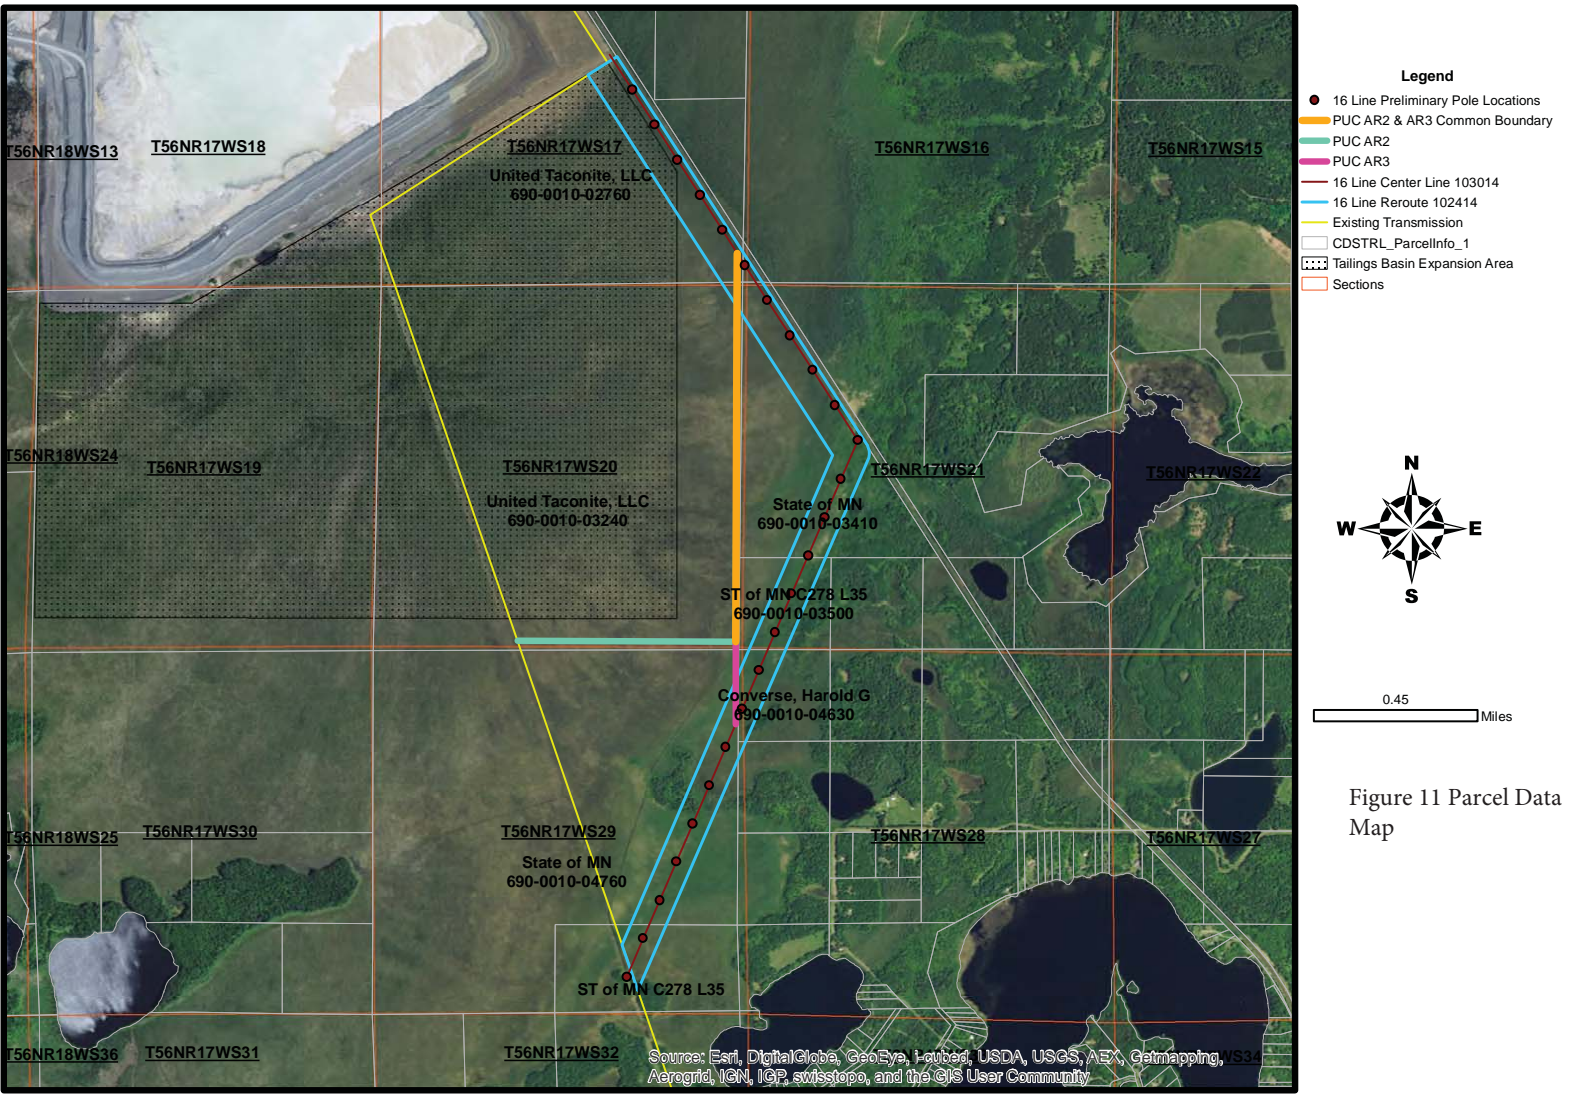 T56NR18WS13
T56NR17WS18
T56NR17WS17
T56NR17WS16
T56NR17WS15
United Taconite, LLC
690-0010-02760
T56NR18WS24
T56NR17WS19
T56NR17WS20
T56NR17WS21
T56NR17WS22
United Taconite, LLC
690-0010-03240
State of MN
690-0010-03410
ST of MN C278 L35
690-0010-03500
Converse, Harold G
690-0010-04630
T56NR18WS25
T56NR17WS30
T56NR17WS29
T56NR17WS28
T56NR17WS27
State of MN
690-0010-04760
ST of MN C278 L35
T56NR18WS36
T56NR17WS31
T56NR17WS32
WS34
Source: Esri, DigitalGlobe, GeoEye, i-cubed, USDA, USGS, AEX, Getmapping,
Aerogrid, IGN, IGP, swisstopo, and the GIS User Community
Legend
16 Line Preliminary Pole Locations
PUC AR2 & AR3 Common Boundary
PUC AR2
PUC AR3
16 Line Center Line 103014
16 Line Reroute 102414
Existing Transmission
CDSTRL_ParcelInfo_1
Tailings Basin Expansion Area
Sections
N
W
E
S
0.45
Miles
Figure 11 Parcel Data
Map